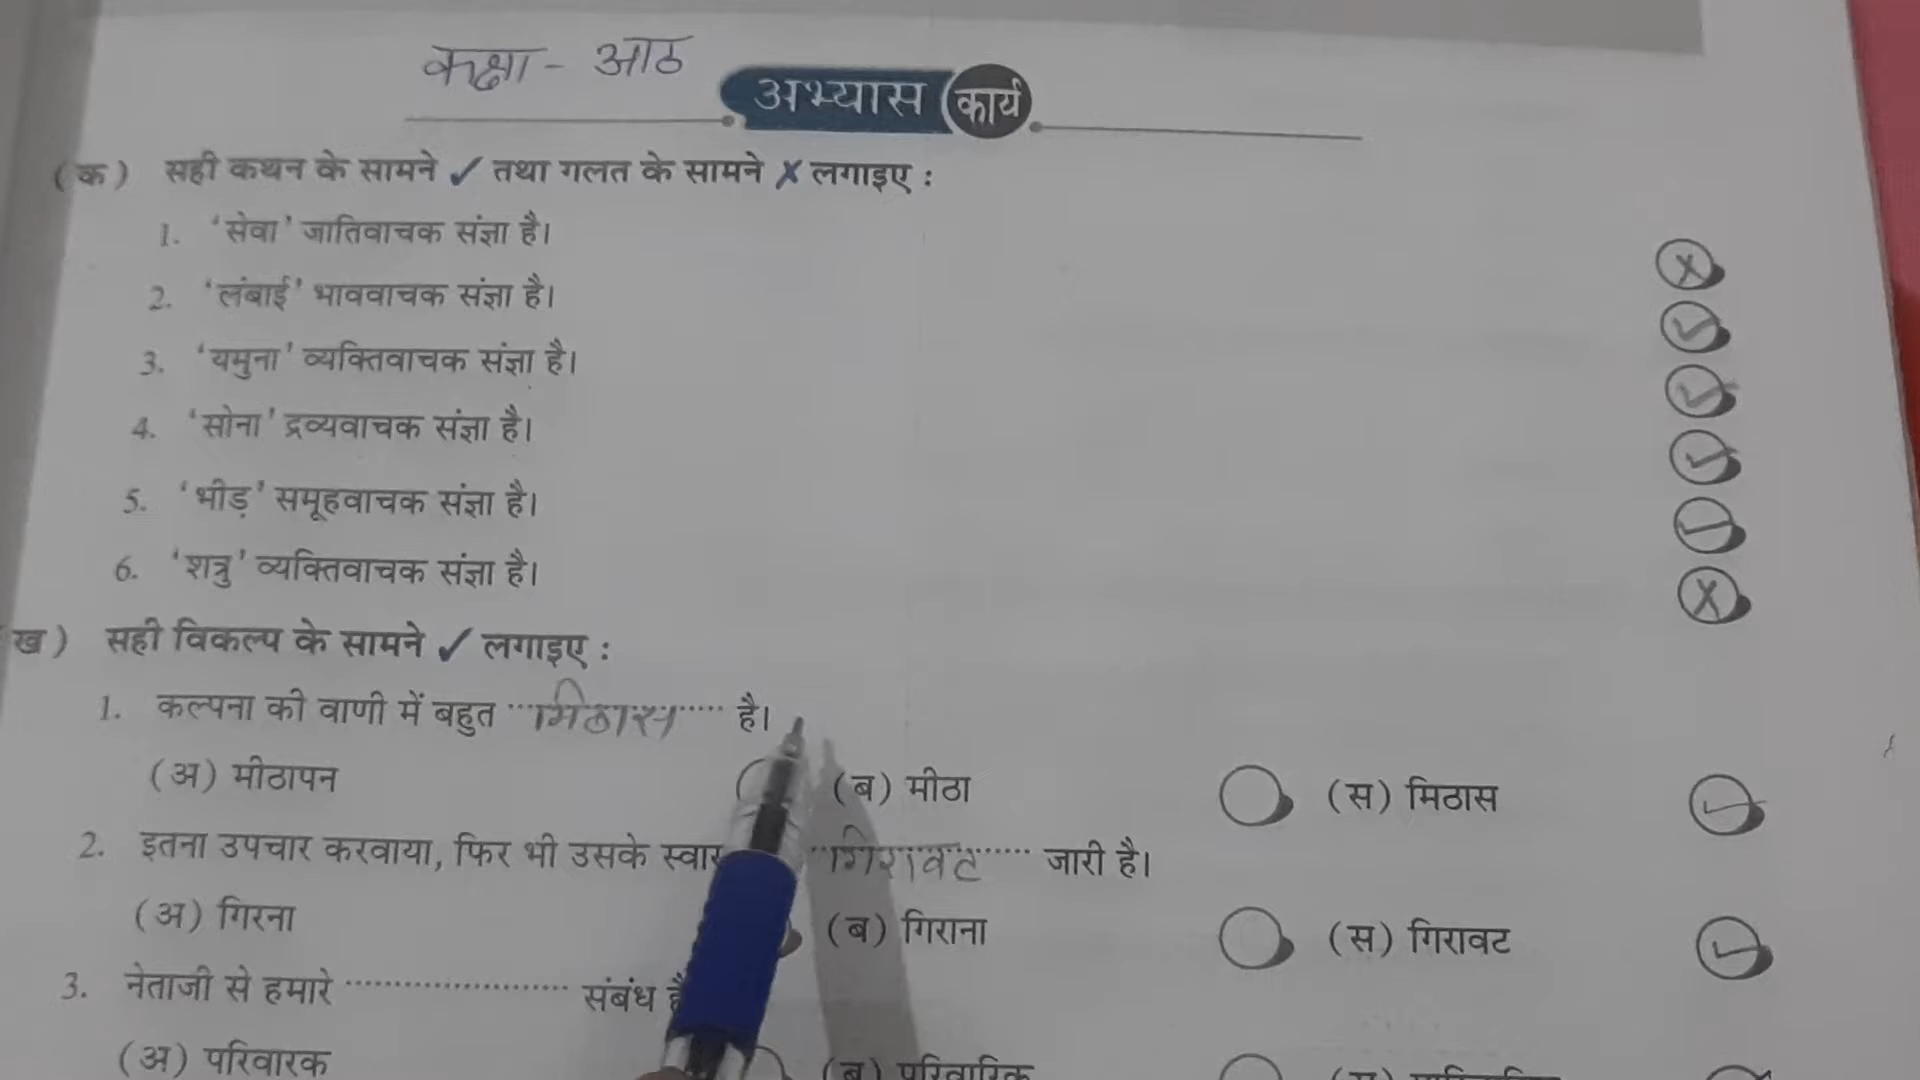 कक्षा - आठ
अभ्यास कार्य
(क) सही कथन के सामने ✓ तथा गलत के सामने ✗ लगाइए :
1. 'सेवा' जातिवाचक संज्ञा है।
2. 'लंबाई' भाववाचक संज्ञा है।
3. 'यमुना' व्यक्तिवाचक संज्ञा है।
4. 'सोना' द्रव्यवाचक संज्ञा है।
5. 'भीड़' समूहवाचक संज्ञा है।
6. 'शत्रु' व्यक्तिवाचक संज्ञा है।
ख) सही विकल्प के सामने ✓ लगाइए :
1. कल्पना की वाणी में बहुत मिठास है।
(अ) मीठापन (ब) मीठा (स) मिठास
2. इतना उपचार करवाया, फिर भी उसके गिरावट जारी है।
(अ) गिरना (ब) गिराना (स) गिरावट
3. नेताजी से हमारे .................... संबंध
(अ) परिवारक (ब) परिवारिक